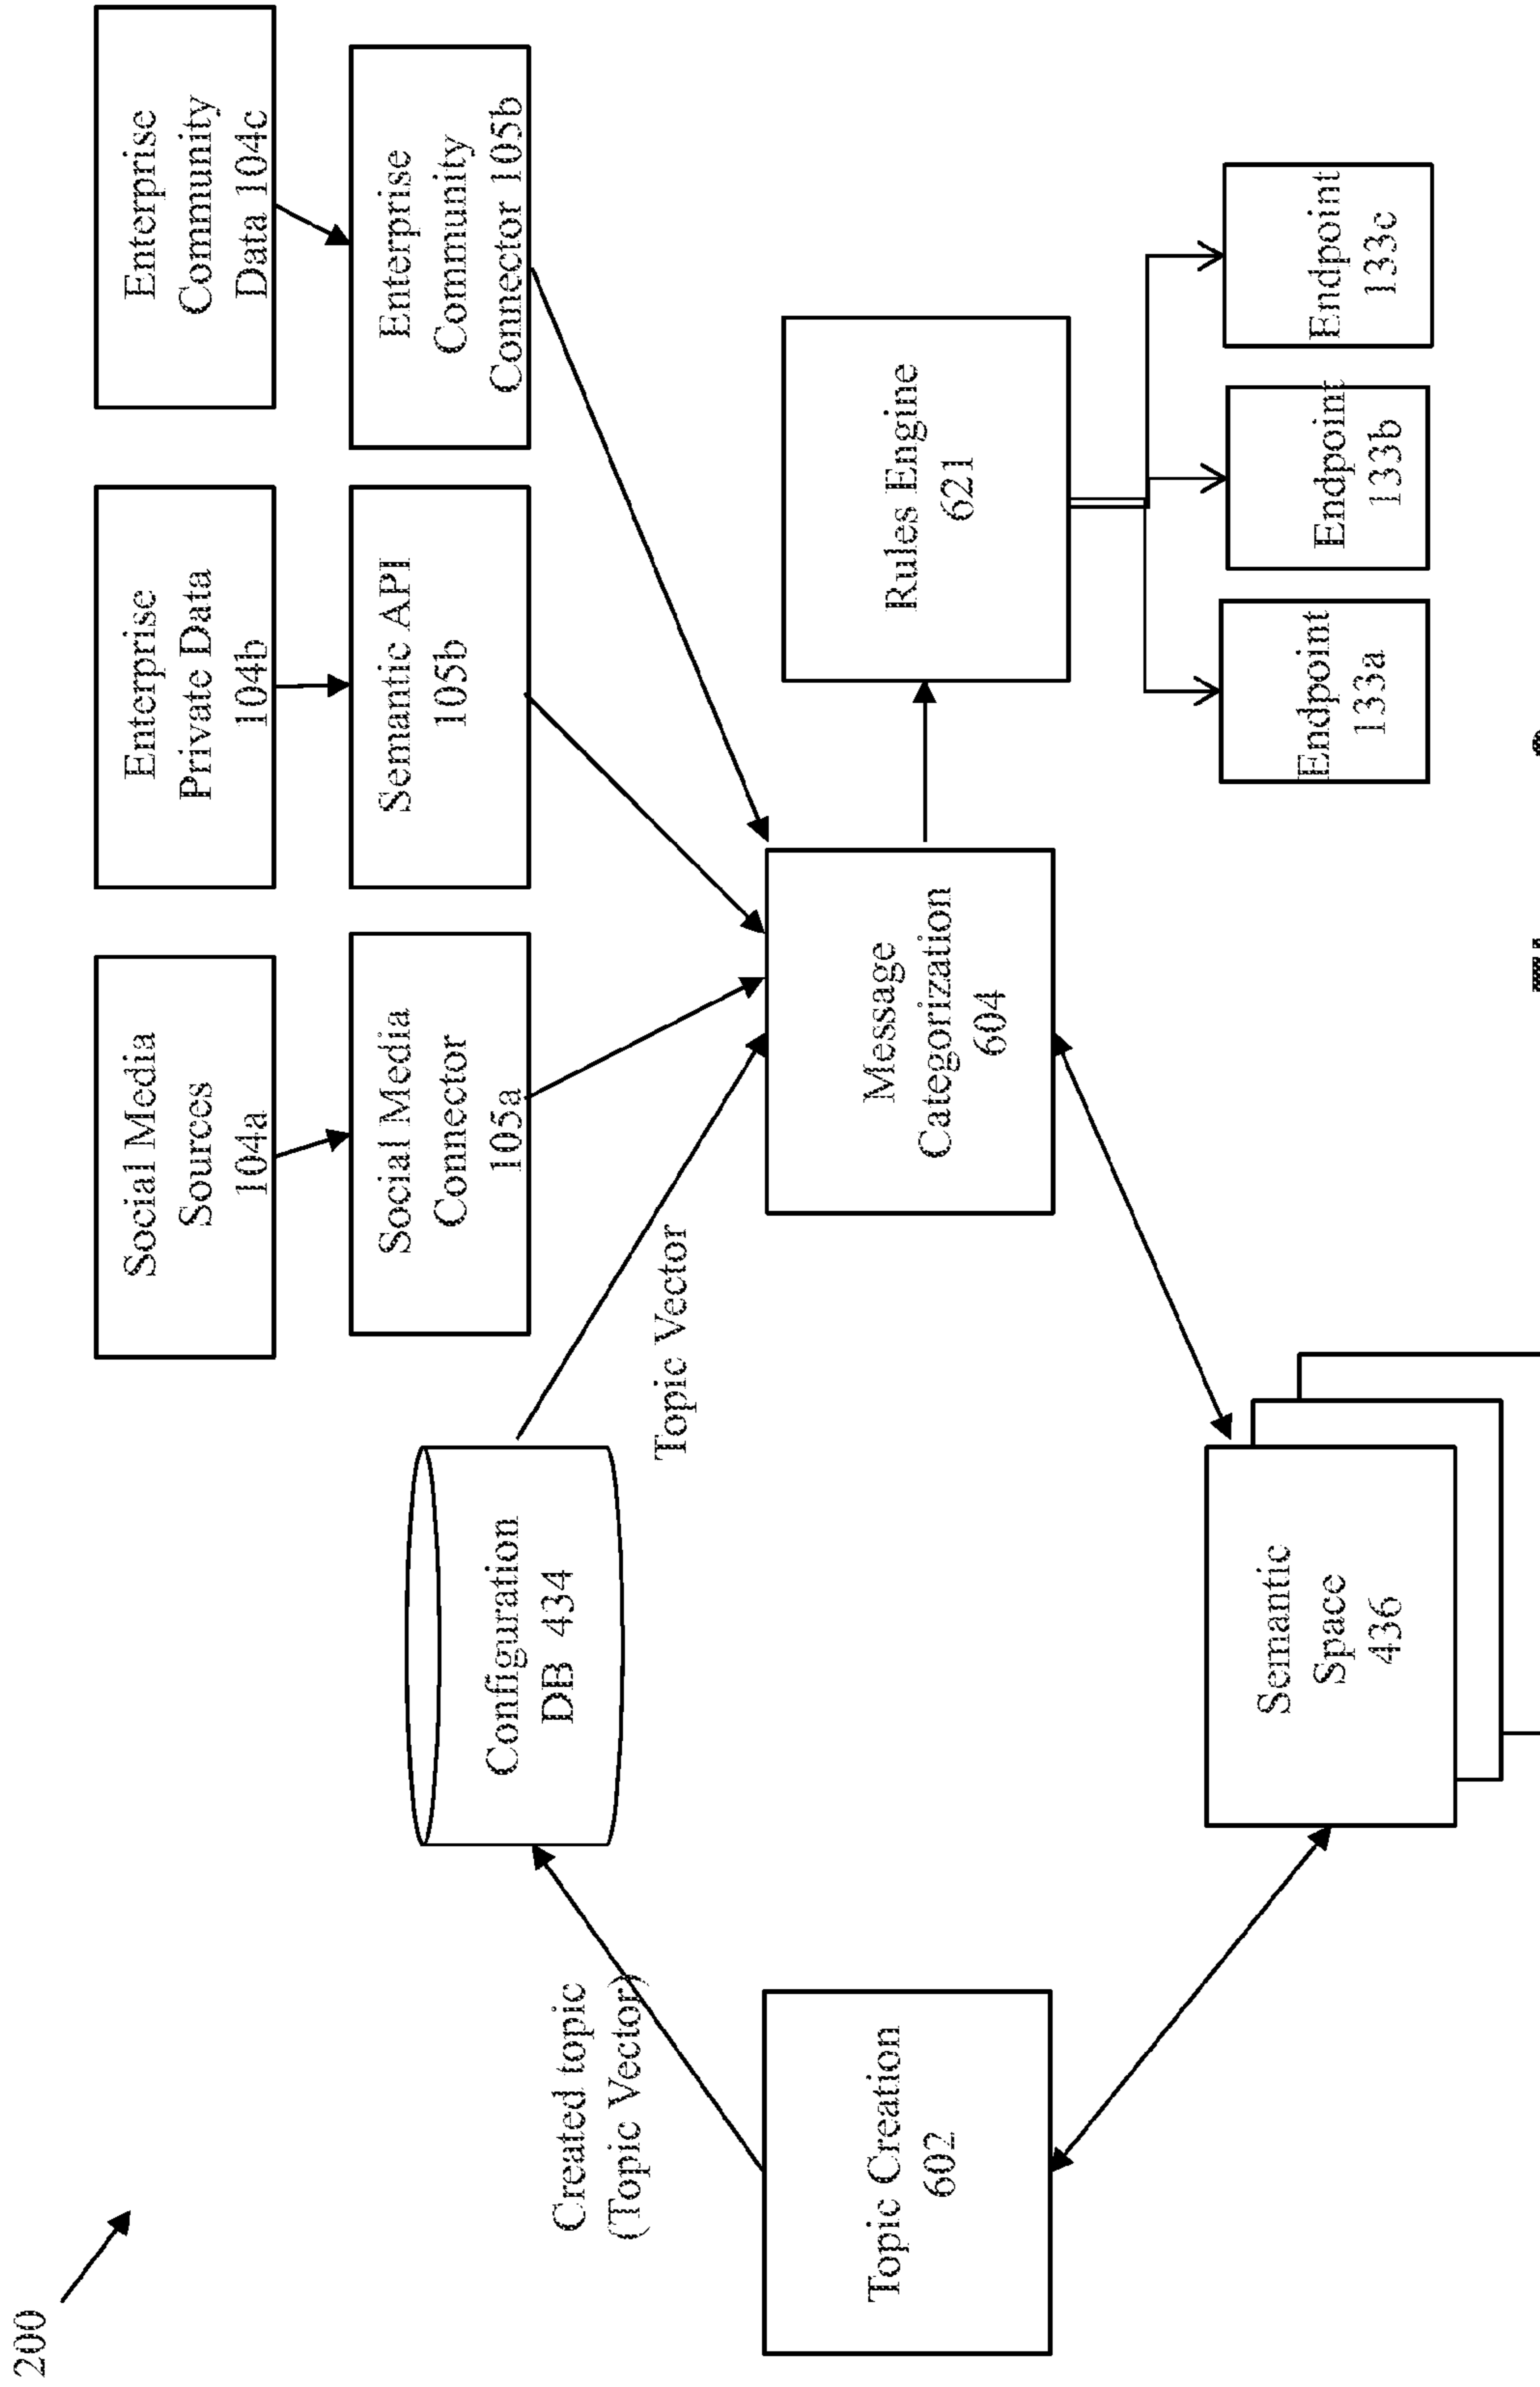 200
Social Media
Sources
104a
Enterprise
Private Data
104b
Enterprise
Community
Data 104c
Social Media
Connector
105a
Semantic API
105b
Enterprise
Community
Connector 105b
Configuration
DB 434
Created topic
(Topic Vector)
Topic Vector
Topic Creation
602
Message
Categorization
604
Rules Engine
621
Semantic
Space
436
Endpoint
133a
Endpoint
133b
Endpoint
133c